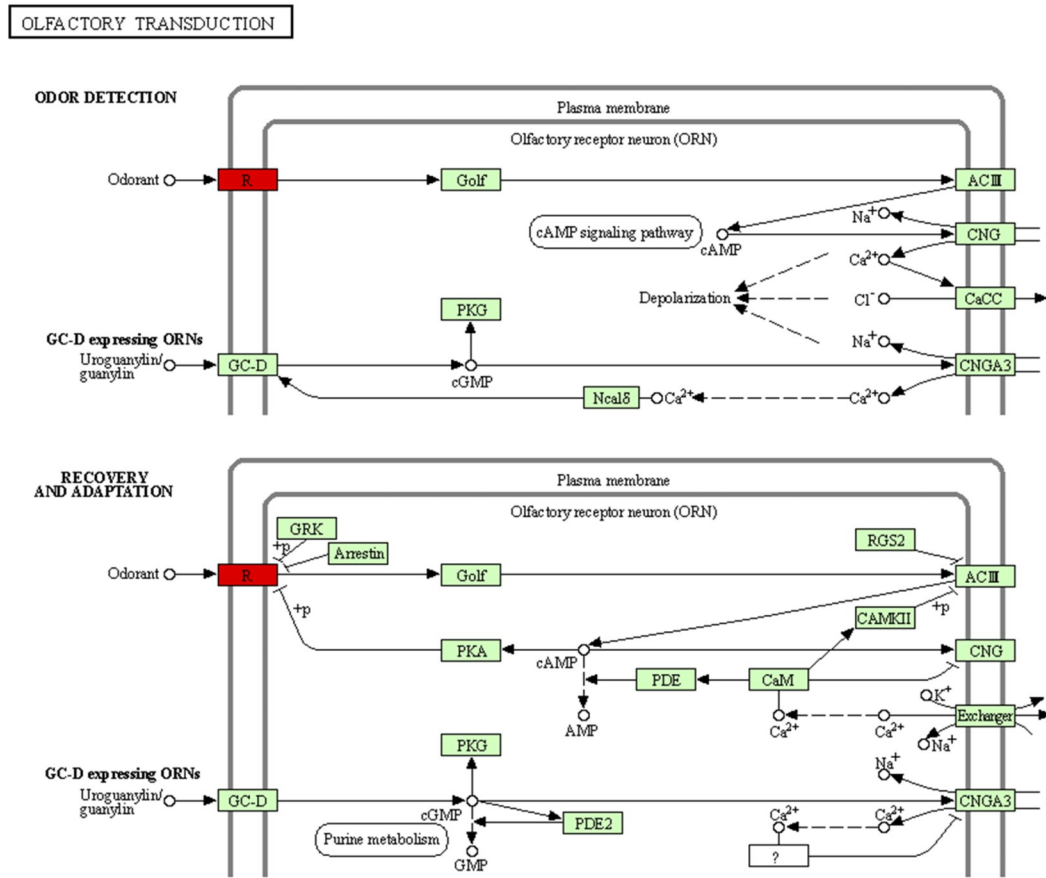 OLFACTORY TRANSDUCTION
ODOR DETECTION
Plasma membrane
Olfactory receptor neuron (ORN)
Odorant
R
Golf
ACIII
Na+
cAMP signaling pathway
cAMP
CNG
Ca2+
Depolarization
Cl-
CaCC
PKG
GC-D expressing ORNs
Uroguanylin/
guanylin
GC-D
cGMP
Na+
CNGA3
Ncalδ
Ca2+
Ca2+
RECOVERY
AND ADAPTATION
Plasma membrane
Olfactory receptor neuron (ORN)
GRK
+p
Arrestin
RGS2
Odorant
R
Golf
ACIII
+p
CAMKII
+p
PKA
cAMP
CNG
PDE
CaM
K+
AMP
Ca2+
Ca2+
Exchanger
Na+
PKG
Na+
GC-D expressing ORNs
Uroguanylin/
guanylin
GC-D
cGMP
CNGA3
PDE2
Ca2+
Ca2+
Purine metabolism
GMP
?